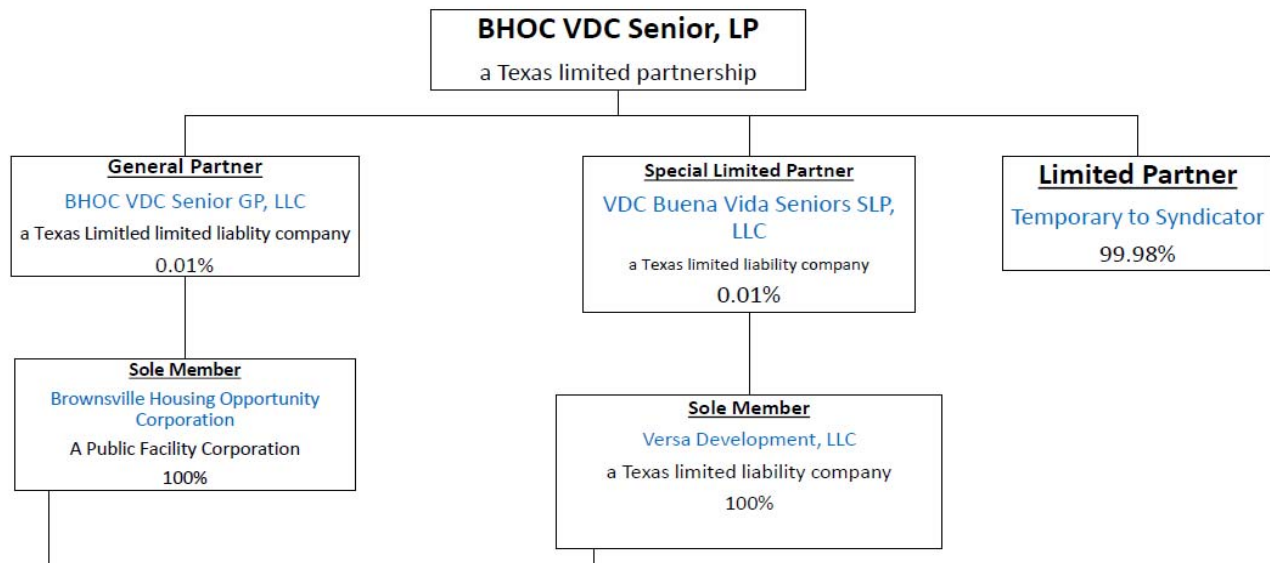 BHOC VDC Senior, LP
a Texas limited partnership
General Partner
BHOC VDC Senior GP, LLC
a Texas Limitled limited liablity company
0.01%
Special Limited Partner
VDC Buena Vida Seniors SLP,
LLC
a Texas limited liability company
0.01%
Limited Partner
Temporary to Syndicator
99.98%
Sole Member
Brownsville Housing Opportunity
Corporation
A Public Facility Corporation
100%
Sole Member
Versa Development, LLC
a Texas limited liability company
100%